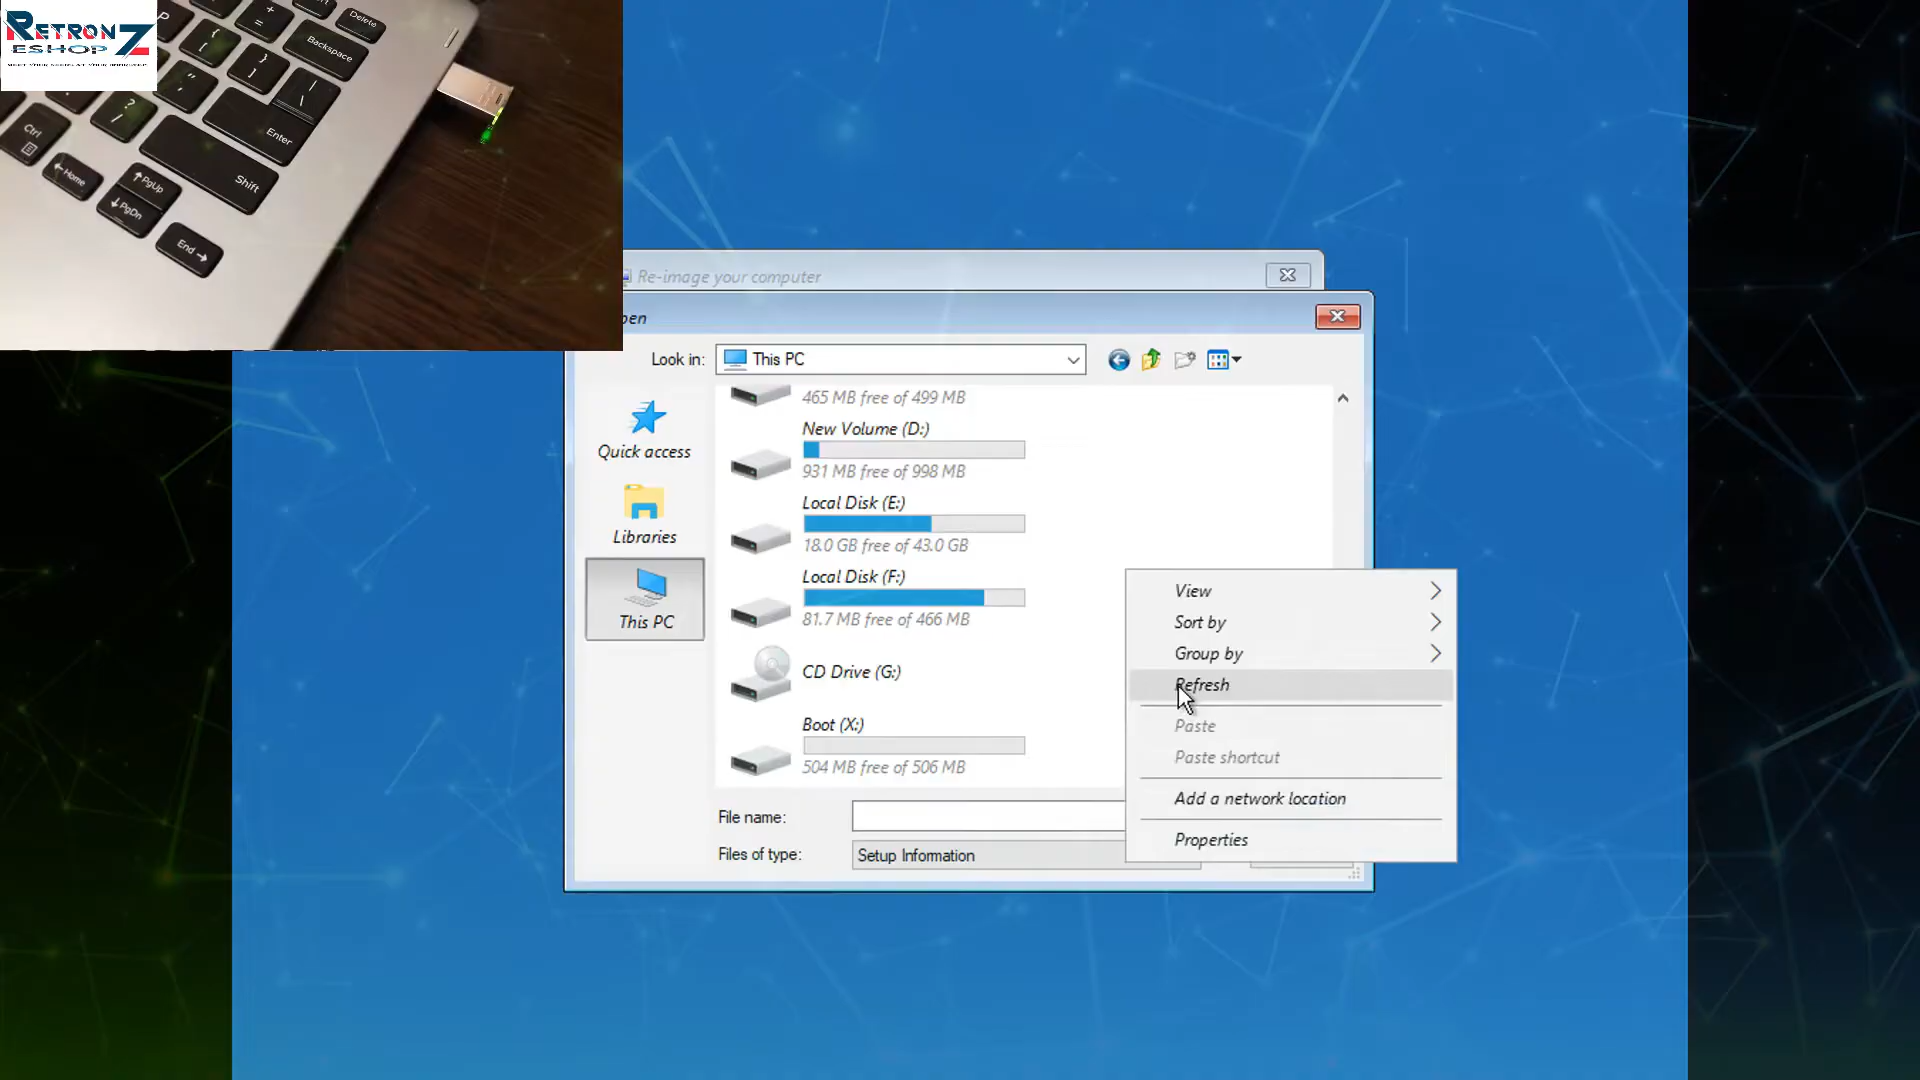 RETRONZ
ESHOP
P
+
=
Delete
{
[
}
]
Backspace
"
'
|
\
?
/
Enter
Ctrl
Home
PgUp
PgDn
Shift
End
Re-image your computer
pen
Look in:
This PC
465 MB free of 499 MB
New Volume (D:)
931 MB free of 998 MB
Quick access
Local Disk (E:)
18.0 GB free of 43.0 GB
Libraries
Local Disk (F:)
81.7 MB free of 466 MB
This PC
CD Drive (G:)
Boot (X:)
504 MB free of 506 MB
File name:
Files of type:
Setup Information
View
Sort by
Group by
Refresh
Paste
Paste shortcut
Add a network location
Properties